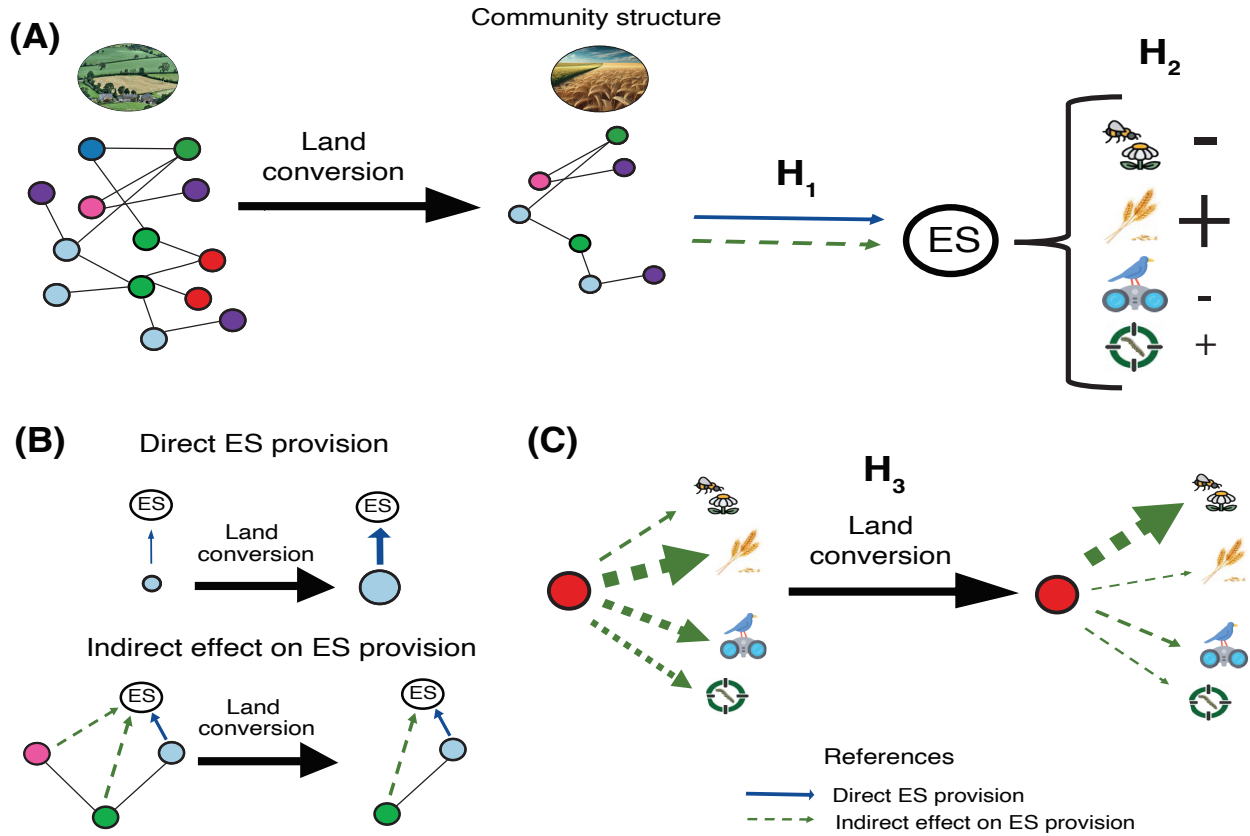 (A)
Community structure
Land
conversion
H1
ES
H2
-
+
-
+
(B)
Direct ES provision
ES
Land
conversion
ES
Indirect effect on ES provision
ES
Land
conversion
ES
(C)
H3
Land
conversion
References
Direct ES provision
Indirect effect on ES provision